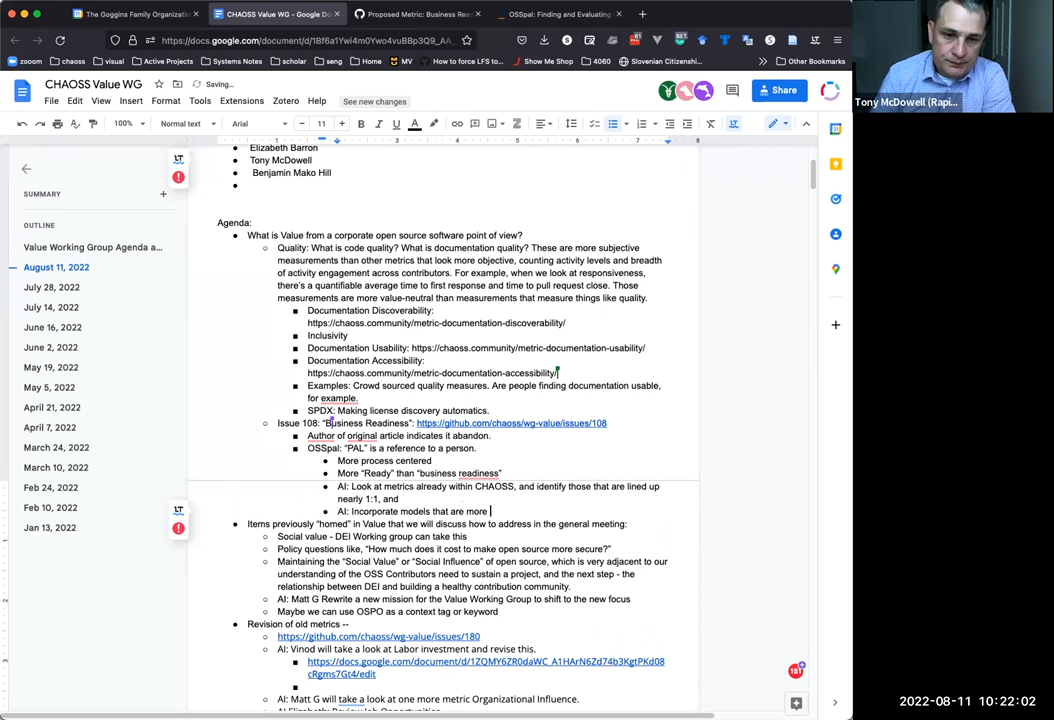 The Goggins Family Organizatio
CHAOSS Value WG - Google Do
Proposed Metric: Business Read
OSSpal: Finding and Evaluating
https://docs.google.com/document/d/1Bf6a1Ywi4m0Ywo4vuBBp3Q9_AA_
zooom
chaoss
visual
Active Projects
Systems Notes
scholar
seng
Home
MV
How to force LFS to...
Show Me Shop
4060
Slovenian Citizenship
Other Bookmarks
CHAOSS Value WG
Saving...
File Edit View Insert Format Tools Extensions Zotero Help
See new changes
Share
100%
Normal text
Arial
11
Tony McDowell (Rapi...
SUMMARY
OUTLINE
Value Working Group Agenda a...
August 11, 2022
July 28, 2022
July 14, 2022
June 16, 2022
June 2, 2022
May 19, 2022
May 5, 2022
April 21, 2022
April 7, 2022
March 24, 2022
March 10, 2022
Feb 24, 2022
Feb 10, 2022
Jan 13, 2022
Elizabeth Barron
Tony McDowell
Benjamin Mako Hill
Agenda:
What is Value from a corporate open source software point of view?
Quality: What is code quality? What is documentation quality? These are more subjective
measurements than other metrics that look more objective, counting activity levels and breadth
of activity engagement across contributors. For example, when we look at responsiveness,
there's a quantifiable average time to first response and time to pull request close. Those
measurements are more value-neutral than measurements that measure things like quality.
Documentation Discoverability:
https://chaoss.community/metric-documentation-discoverability/
Inclusivity
Documentation Usability: https://chaoss.community/metric-documentation-usability/
Documentation Accessibility:
https://chaoss.community/metric-documentation-accessibility/
Examples: Crowd sourced quality measures. Are people finding documentation usable,
for example.
SPDX: Making license discovery automatics.
Issue 108: “Business Readiness”: https://github.com/chaoss/wg-value/issues/108
Author of original article indicates it abandon.
OSSpal: “PAL” is a reference to a person.
More process centered
More “Ready” than “business readiness”
AI: Look at metrics already within CHAOSS, and identify those that are lined up
nearly 1:1, and
AI: Incorporate models that are more
Items previously “homed” in Value that we will discuss how to address in the general meeting:
Social value - DEI Working group can take this
Policy questions like, “How much does it cost to make open source more secure?”
Maintaining the “Social Value” or “Social Influence” of open source, which is very adjacent to our
understanding of the OSS Contributors need to sustain a project, and the next step - the
relationship between DEI and building a healthy contribution community.
AI: Matt G Rewrite a new mission for the Value Working Group to shift to the new focus
Maybe we can use OSPO as a context tag or keyword
Revision of old metrics --
https://github.com/chaoss/wg-value/issues/180
AI: Vinod will take a look at Labor investment and revise this.
https://docs.google.com/document/d/1ZQMY6ZR0daWC_A1HArN6Zd74b3KgtPKd08
cRgms7Gt4/edit
AI: Matt G will take a look at one more metric Organizational Influence.
AI Elizabeth: Review Job Opportunities
2022-08-11 10:22:02